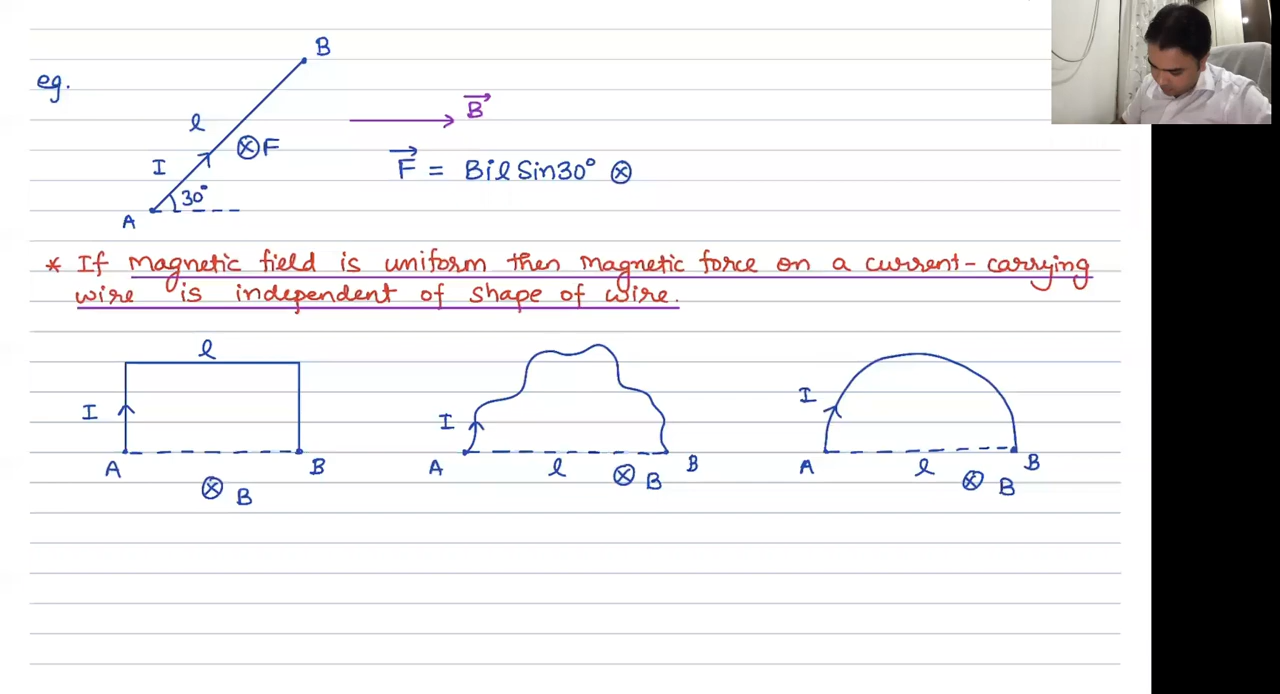 B
eg.
B⃗
l
⊗F
I
F⃗ = Bil Sin30° ⊗
30°
A
* If magnetic field is uniform then magnetic force on a current-carrying
wire is independent of shape of wire.
l
I
A
B
⊗ B
I
A
l
⊗ B
B
I
A
l
⊗ B
B